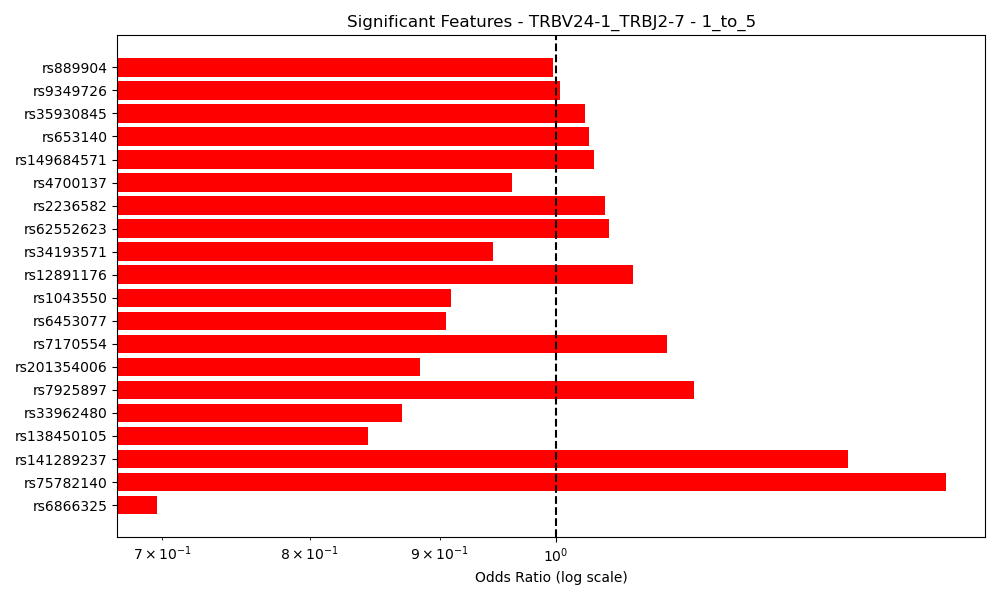 Significant Features - TRBV24-1_TRBJ2-7 - 1_to_5
rs889904
rs9349726
rs35930845
rs653140
rs149684571
rs4700137
rs2236582
rs62552623
rs34193571
rs12891176
rs1043550
rs6453077
rs7170554
rs201354006
rs7925897
rs33962480
rs138450105
rs141289237
rs75782140
rs6866325
7 × 10⁻¹ 8 × 10⁻¹ 9 × 10⁻¹ 10⁰
Odds Ratio (log scale)